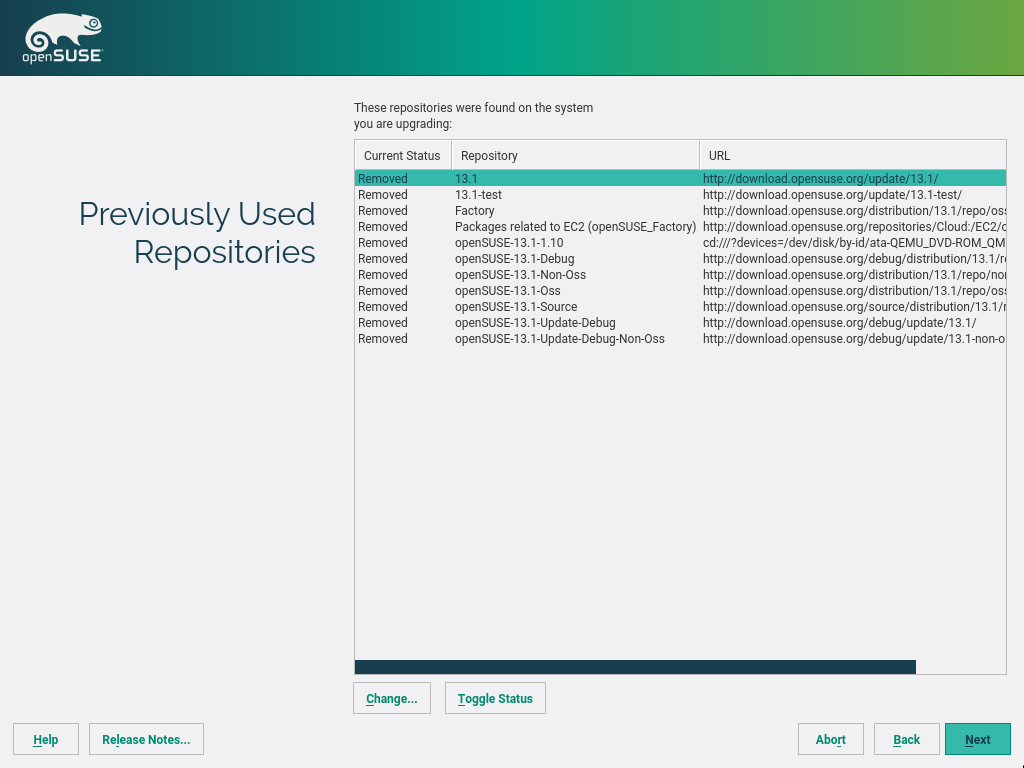 openSUSE
These repositories were found on the system
you are upgrading:
Previously Used
Repositories
Current Status Repository URL
Removed 13.1 http://download.opensuse.org/update/13.1/
Removed 13.1-test http://download.opensuse.org/update/13.1-test/
Removed Factory http://download.opensuse.org/distribution/13.1/repo/oss
Removed Packages related to EC2 (openSUSE_Factory) http://download.opensuse.org/repositories/Cloud:/EC2/
Removed openSUSE-13.1-1.10 cd:///?devices=/dev/disk/by-id/ata-QEMU_DVD-ROM_QM
Removed openSUSE-13.1-Debug http://download.opensuse.org/debug/distribution/13.1/r
Removed openSUSE-13.1-Non-Oss http://download.opensuse.org/distribution/13.1/repo/non
Removed openSUSE-13.1-Oss http://download.opensuse.org/distribution/13.1/repo/oss
Removed openSUSE-13.1-Source http://download.opensuse.org/source/distribution/13.1/r
Removed openSUSE-13.1-Update-Debug http://download.opensuse.org/debug/update/13.1/
Removed openSUSE-13.1-Update-Debug-Non-Oss http://download.opensuse.org/debug/update/13.1-non-o
Change... Toggle Status
Help Release Notes... Abort Back Next